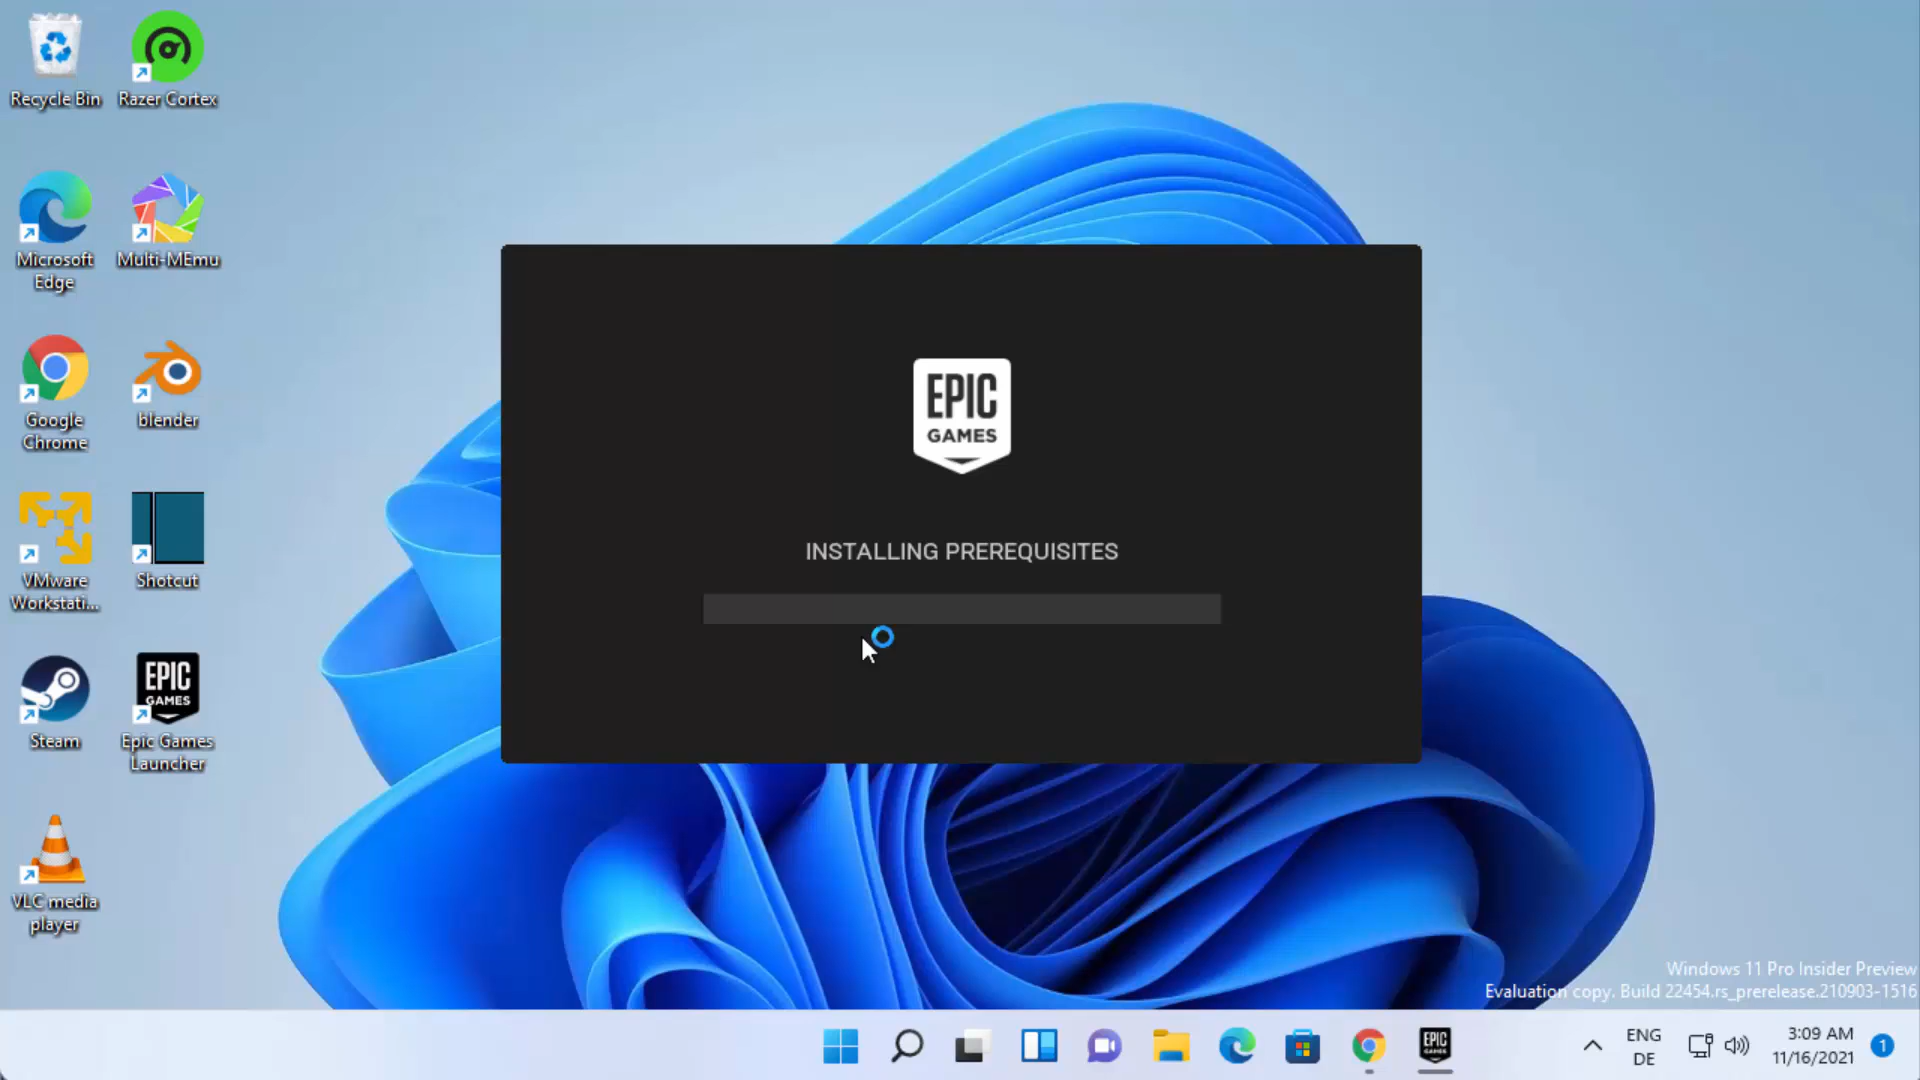 Recycle Bin
Razer Cortex
Microsoft
Edge
Multi-MEmu
Google
Chrome
blender
VMware
Workstati...
Shotcut
Steam
EPIC
GAMES
Epic Games
Launcher
VLC media
player
EPIC
GAMES
INSTALLING PREREQUISITES
Windows 11 Pro Insider Preview
Evaluation copy. Build 22454.rs_prerelease.210903-1516
EPIC
GAMES
ENG
DE
3:09 AM
11/16/2021
1